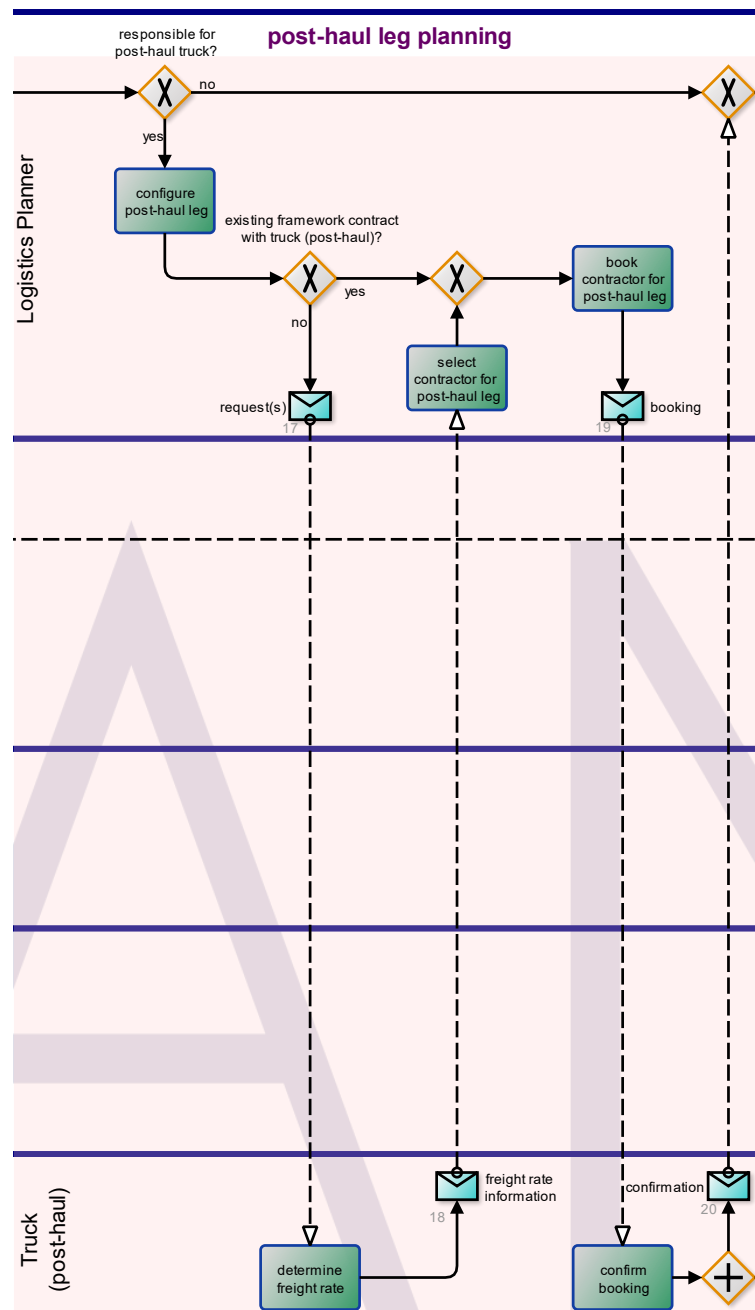 responsible for
post-haul truck?
post-haul leg planning
no
yes
Logistics Planner
configure
post-haul leg
existing framework contract
with truck (post-haul)?
yes
no
book
contractor for
post-haul leg
select
contractor for
post-haul leg
request(s)
17
booking
19
freight rate
information
18
confirmation
20
Truck
(post-haul)
determine
freight rate
confirm
booking